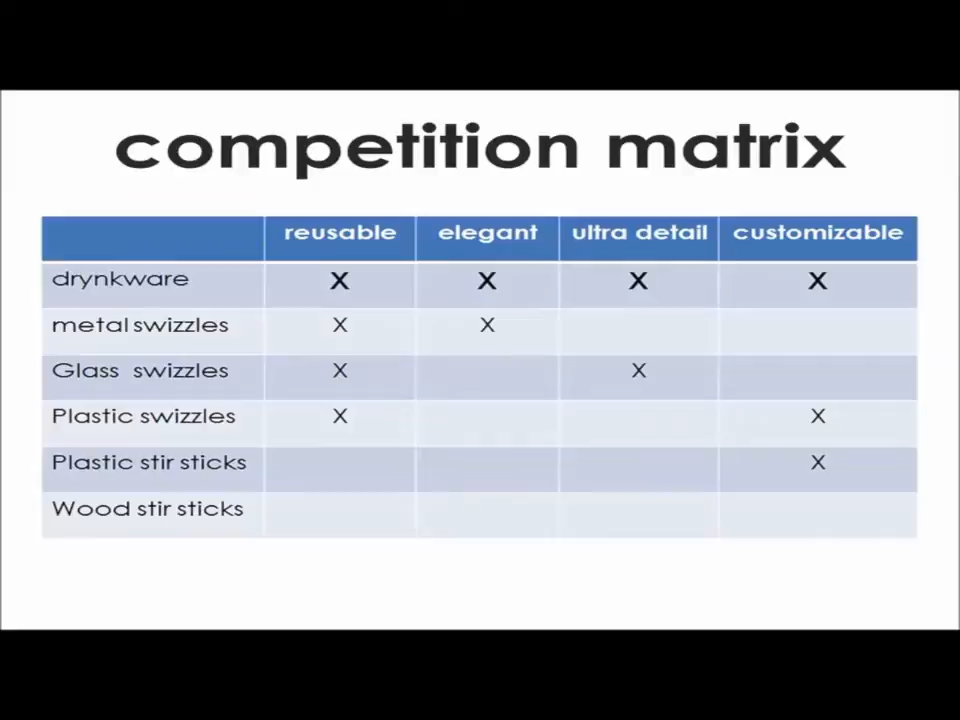 competition matrix
reusable elegant ultra detail customizable
drynkware X X X X
metal swizzles X X
Glass swizzles X X
Plastic swizzles X X
Plastic stir sticks X
Wood stir sticks